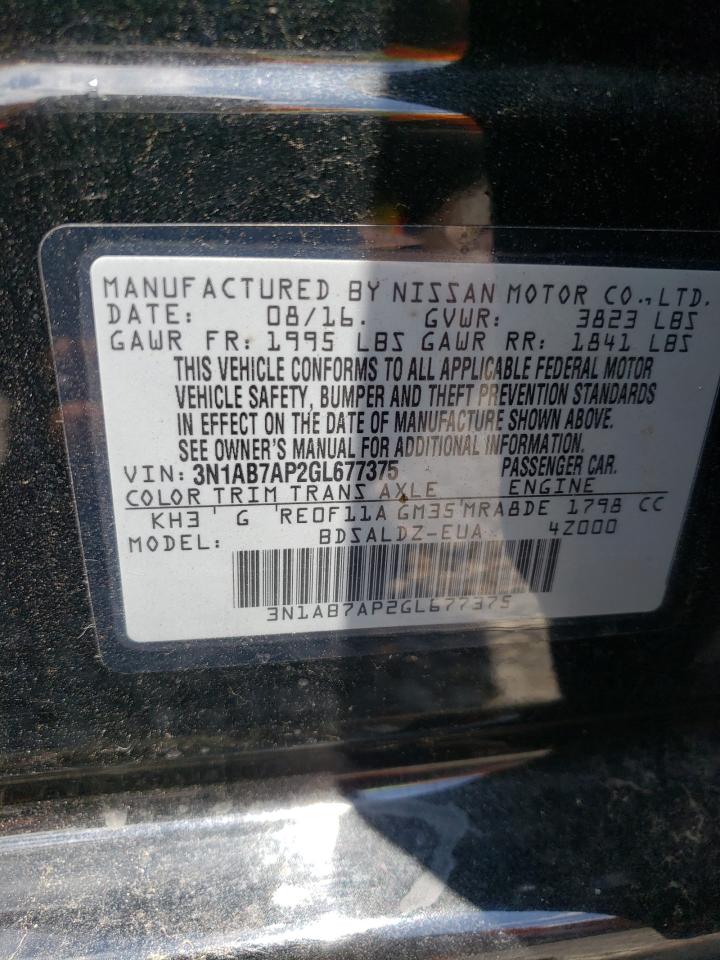 MANUFACTURED BY NISSAN MOTOR CO., LTD.
DATE: 08/16. GVWR: 3823 LBS
GAWR FR: 1995 LBS GAWR RR: 1841 LBS
THIS VEHICLE CONFORMS TO ALL APPLICABLE FEDERAL MOTOR
VEHICLE SAFETY, BUMPER AND THEFT PREVENTION STANDARDS
IN EFFECT ON THE DATE OF MANUFACTURE SHOWN ABOVE.
SEE OWNER'S MANUAL FOR ADDITIONAL INFORMATION.
VIN: 3N1AB7AP2GL677375 PASSENGER CAR.
COLOR TRIM TRANS AXLE ENGINE
KH3 G RE0F11A GM35 MRA8DE 1798 CC
MODEL: BDSALDZ-EUA 4Z000
3N1AB7AP2GL677375